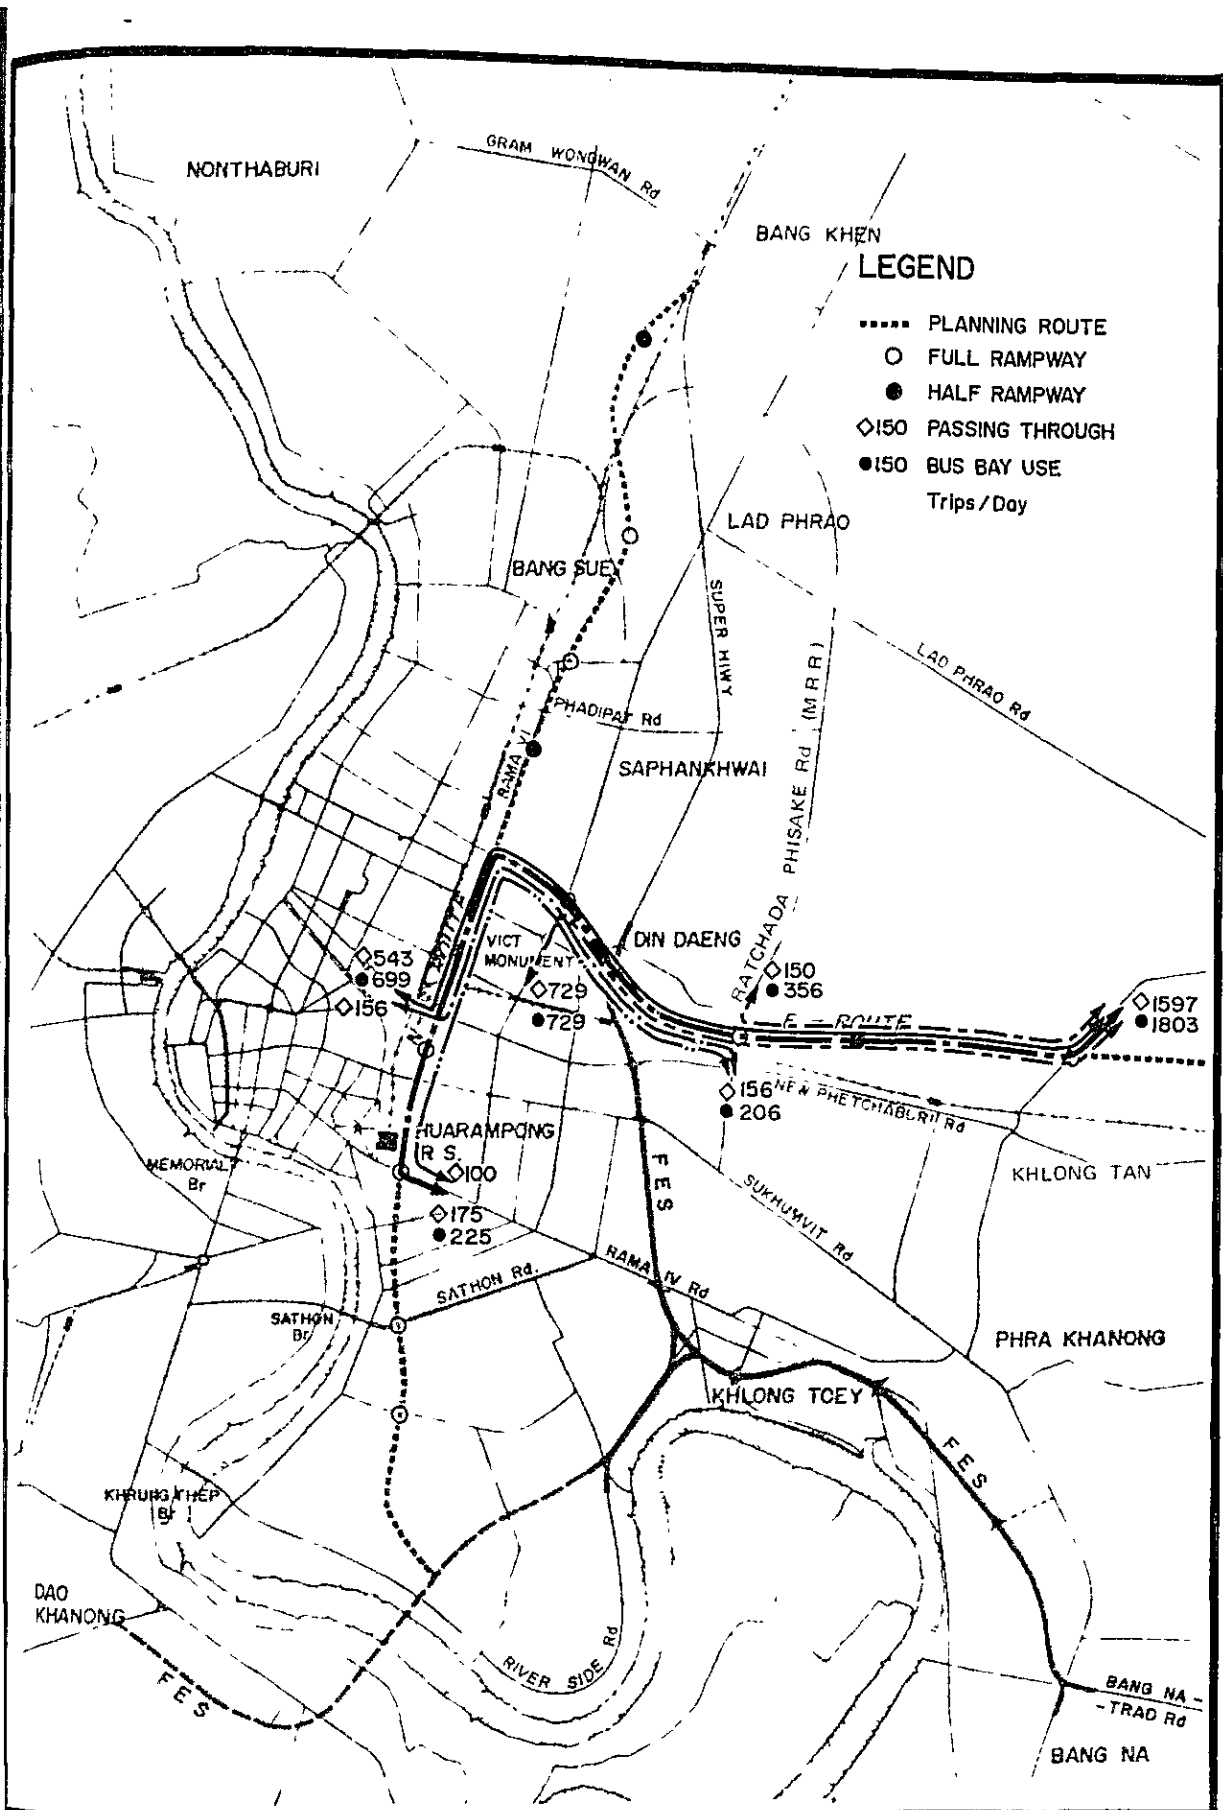 NONTHABURI
GRAM WONGWAN Rd
BANG KHEN
LEGEND
PLANNING ROUTE
FULL RAMPWAY
HALF RAMPWAY
◇150 PASSING THROUGH
●150 BUS BAY USE
Trips/Day
LAD PHRAO
BANG SUE
SUPER HIWY
LAD PHRAO Rd
PHADIPAT Rd
RAMA VI
SAPHANKHWAI
RATCHADA PHISAKE Rd (MRR)
DIN DAENG
VICT
MONUMENT
◇543
●699
◇156
◇729
●729
◇150
●356
E-ROUTE
◇1597
●1803
◇156
●206
NEW PHETCHABURI Rd
HUARAMPONG
R S.
◇100
◇175
●225
MEMORIAL
Br
KHLONG TAN
FES
SUKHUMVIT Rd
RAMA IV Rd
SATHON Rd.
SATHON
Br
PHRA KHANONG
KHLONG TOEY
FES
KHRUNG THEP
Br
DAO
KHANONG
FES
RIVER SIDE Rd
BANG NA-
-TRAD Rd
BANG NA